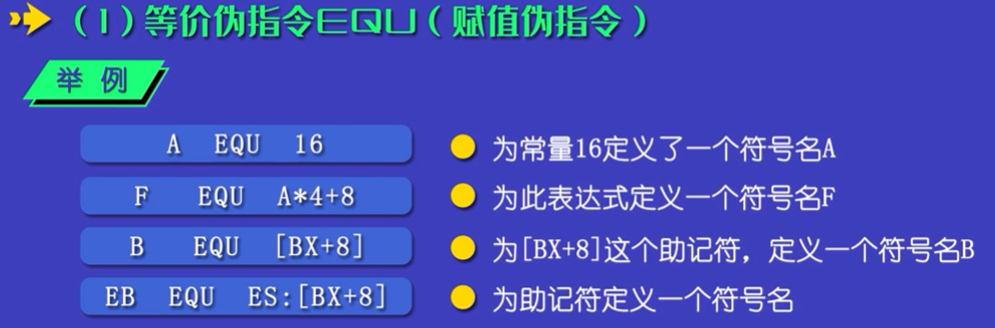 （1）等价伪指令EQU（赋值伪指令）
举 例
A EQU 16 为常量16定义了一个符号名A
F EQU A*4+8 为此表达式定义一个符号名F
B EQU [BX+8] 为[BX+8]这个助记符，定义一个符号名B
EB EQU ES:[BX+8] 为助记符定义一个符号名